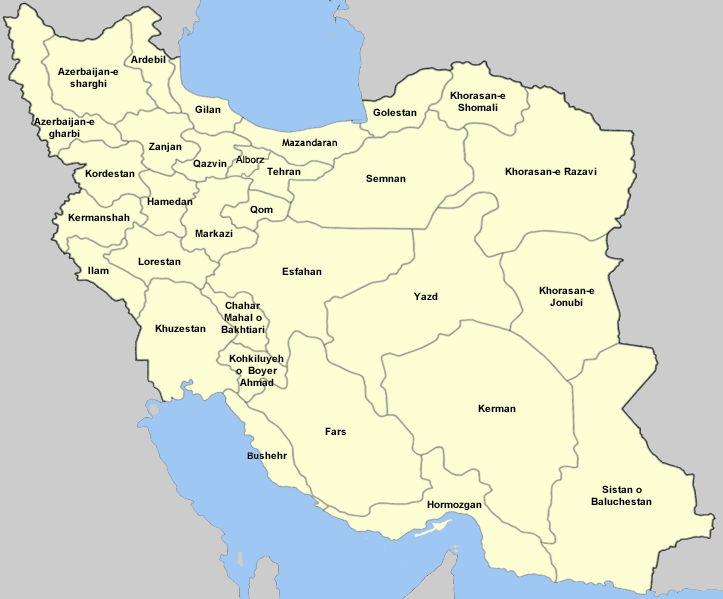 Ardebil
Azerbaijan-e
sharghi
Khorasan-e
Shomali
Gilan
Golestan
Azerbaijan-e
gharbi
Mazandaran
Zanjan
Qazvin
Alborz
Tehran
Kordestan
Semnan
Khorasan-e Razavi
Hamedan
Qom
Kermanshah
Markazi
Lorestan
Ilam
Esfahan
Yazd
Khorasan-e
Jonubi
Chahar
Mahal o
Bakhtiari
Khuzestan
Kohkiluyeh
o Boyer
Ahmad
Kerman
Fars
Bushehr
Sistan o
Baluchestan
Hormozgan